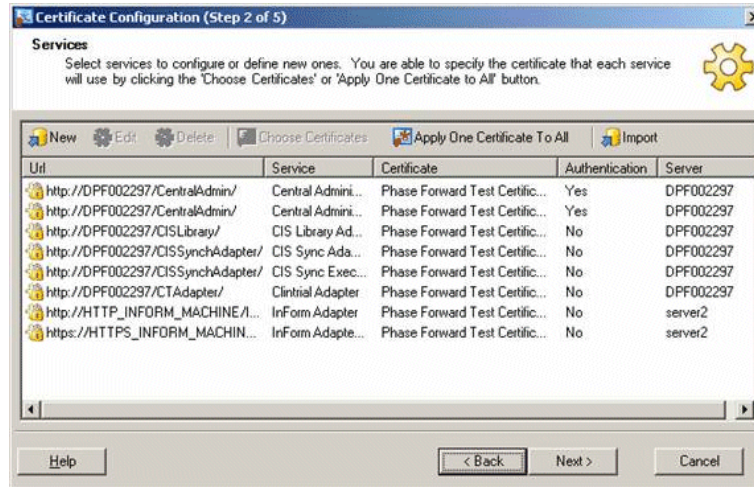 Certificate Configuration (Step 2 of 5)
Services
Select services to configure or define new ones. You are able to specify the certificate that each service
will use by clicking the 'Choose Certificates' or 'Apply One Certificate to All' button.
New Edit Delete Choose Certificates Apply One Certificate To All Import
Url Service Certificate Authentication Server
http://DPF002297/CentralAdmin/ Central Admini... Phase Forward Test Certific... Yes DPF002297
http://DPF002297/CentralAdmin/ Central Admini... Phase Forward Test Certific... Yes DPF002297
http://DPF002297/CISLibrary/ CIS Library Ad... Phase Forward Test Certific... No DPF002297
http://DPF002297/CISSynchAdapter/ CIS Sync Ada... Phase Forward Test Certific... No DPF002297
http://DPF002297/CISSynchAdapter/ CIS Sync Exec... Phase Forward Test Certific... No DPF002297
http://DPF002297/CTAdapter/ Clintrial Adapter Phase Forward Test Certific... No DPF002297
http://HTTP_INFORM_MACHINE/I... InForm Adapter Phase Forward Test Certific... No server2
https://HTTPS_INFORM_MACHIN... InForm Adapte... Phase Forward Test Certific... No server2
Help < Back Next > Cancel